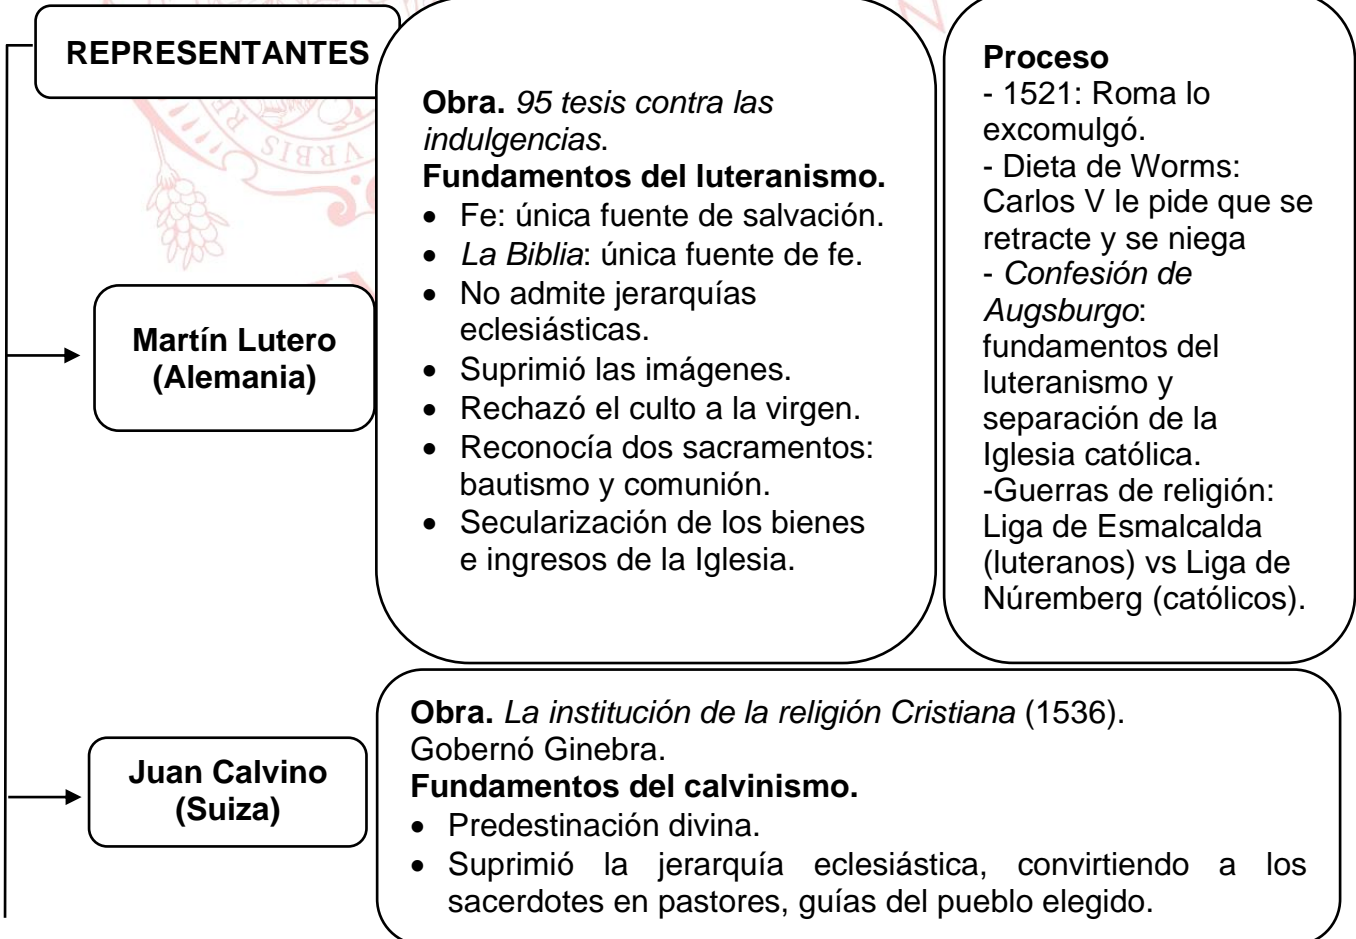 REPRESENTANTES
Obra. 95 tesis contra las
indulgencias.
Fundamentos del luteranismo.
• Fe: única fuente de salvación.
• La Biblia: única fuente de fe.
• No admite jerarquías
eclesiásticas.
• Suprimió las imágenes.
• Rechazó el culto a la virgen.
• Reconocía dos sacramentos:
bautismo y comunión.
• Secularización de los bienes
e ingresos de la Iglesia.
Proceso
- 1521: Roma lo
excomulgó.
- Dieta de Worms:
Carlos V le pide que se
retracte y se niega
- Confesión de
Augsburgo:
fundamentos del
luteranismo y
separación de la
Iglesia católica.
-Guerras de religión:
Liga de Esmalcalda
(luteranos) vs Liga de
Núremberg (católicos).
Martín Lutero
(Alemania)
Juan Calvino
(Suiza)
Obra. La institución de la religión Cristiana (1536).
Gobernó Ginebra.
Fundamentos del calvinismo.
• Predestinación divina.
• Suprimió la jerarquía eclesiástica, convirtiendo a los
sacerdotes en pastores, guías del pueblo elegido.
VRBIS